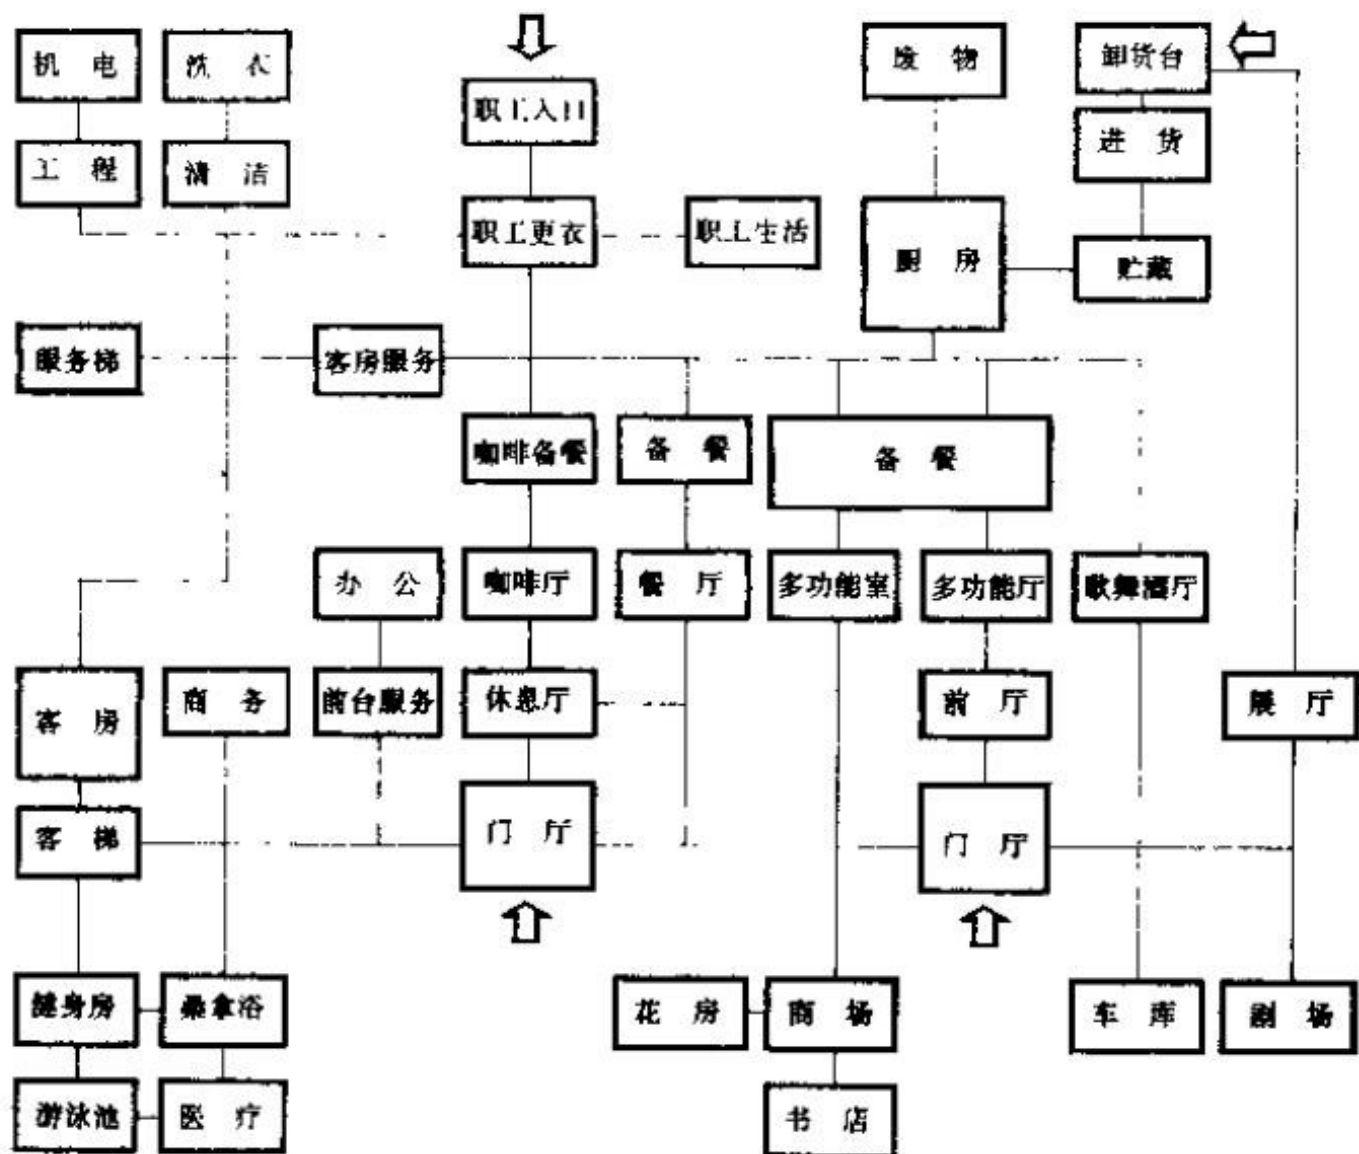 机 电
洗 衣
职工入口
废 物
卸货台
工 程
清 洁
进 货
职工更衣
职工生活
厨 房
贮藏
服务梯
客房服务
咖啡备餐
备 餐
备 餐
办 公
咖啡厅
餐 厅
多功能室
多功能厅
歌舞酒厅
客 房
商 务
前台服务
休息厅
前 厅
展 厅
客 梯
门 厅
门 厅
健身房
桑拿浴
花 房
商 场
车 库
剧 场
游泳池
医 疗
书 店